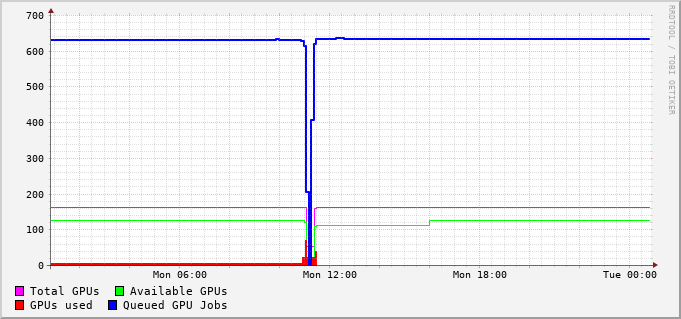 700
600
500
400
300
200
100
0
Mon 06:00 Mon 12:00 Mon 18:00 Tue 00:00
Total GPUs Available GPUs
GPUs used Queued GPU Jobs
RRDTOOL / TOBI OETIKER